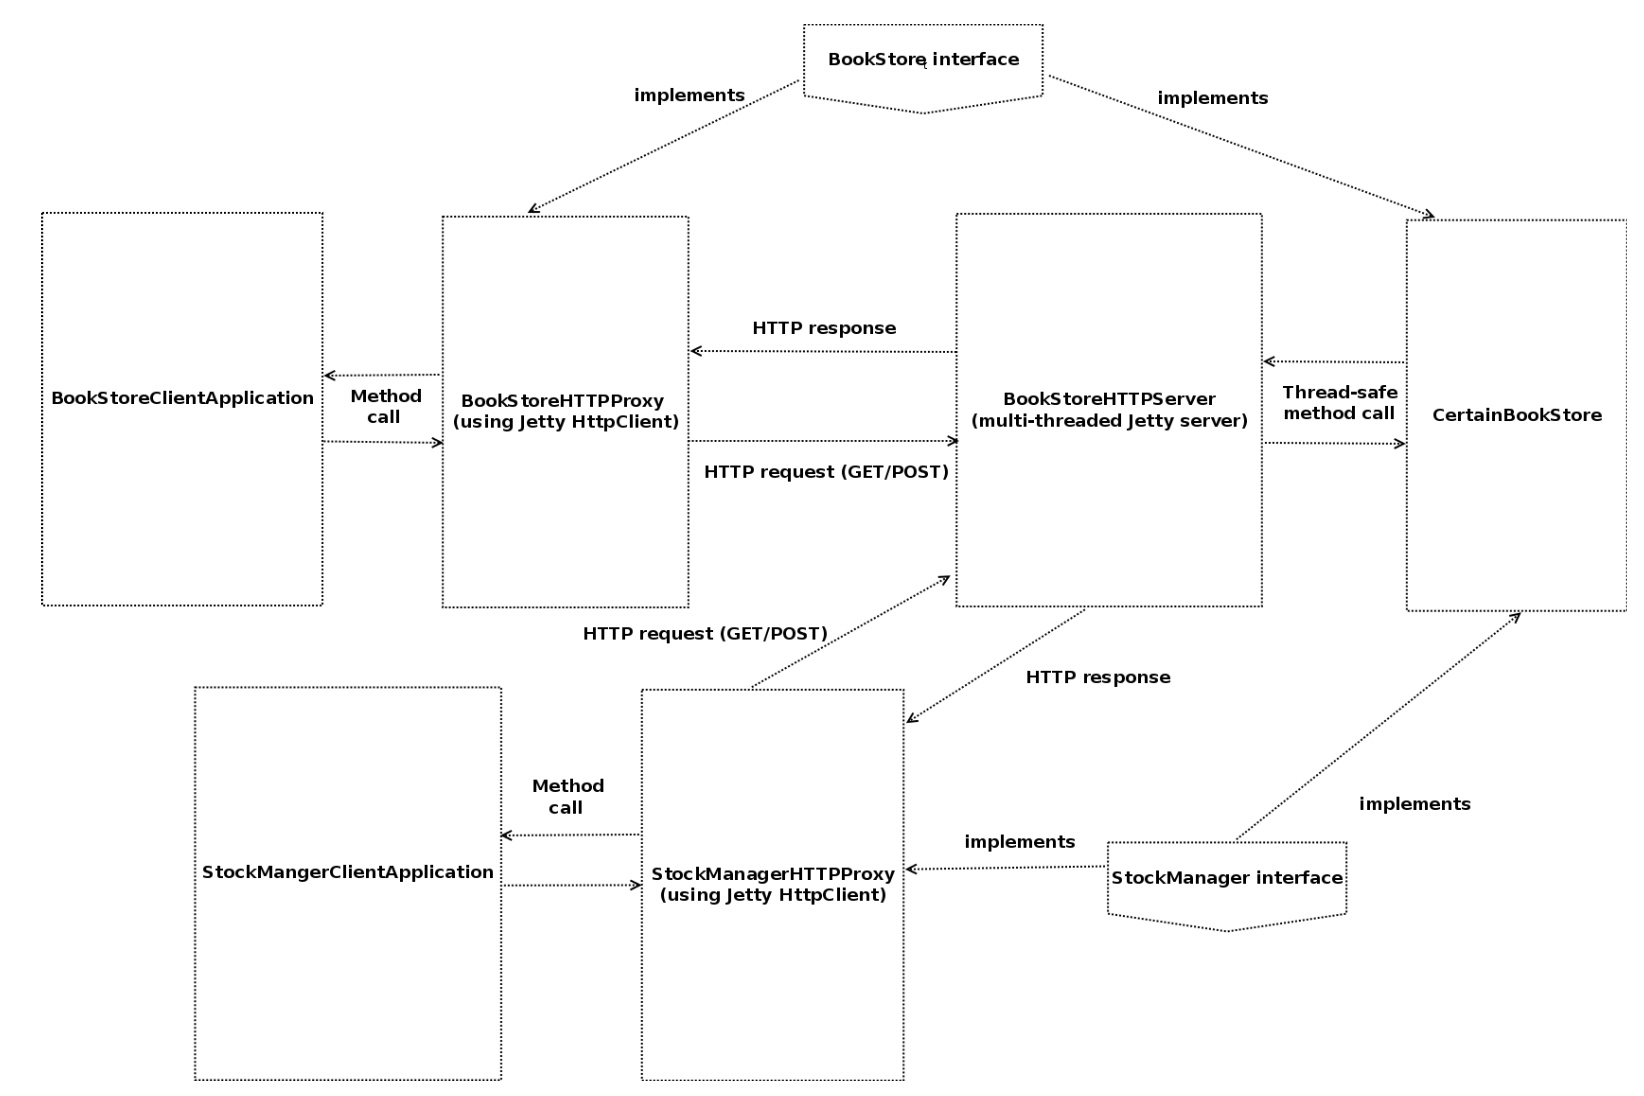 BookStore interface
implements
implements
HTTP response
BookStoreClientApplication
Method
call
BookStoreHTTPProxy
(using Jetty HttpClient)
BookStoreHTTPServer
(multi-threaded Jetty server)
Thread-safe
method call
CertainBookStore
HTTP request (GET/POST)
HTTP request (GET/POST)
HTTP response
Method
call
implements
implements
StockMangerClientApplication
StockManagerHTTPProxy
(using Jetty HttpClient)
StockManager interface